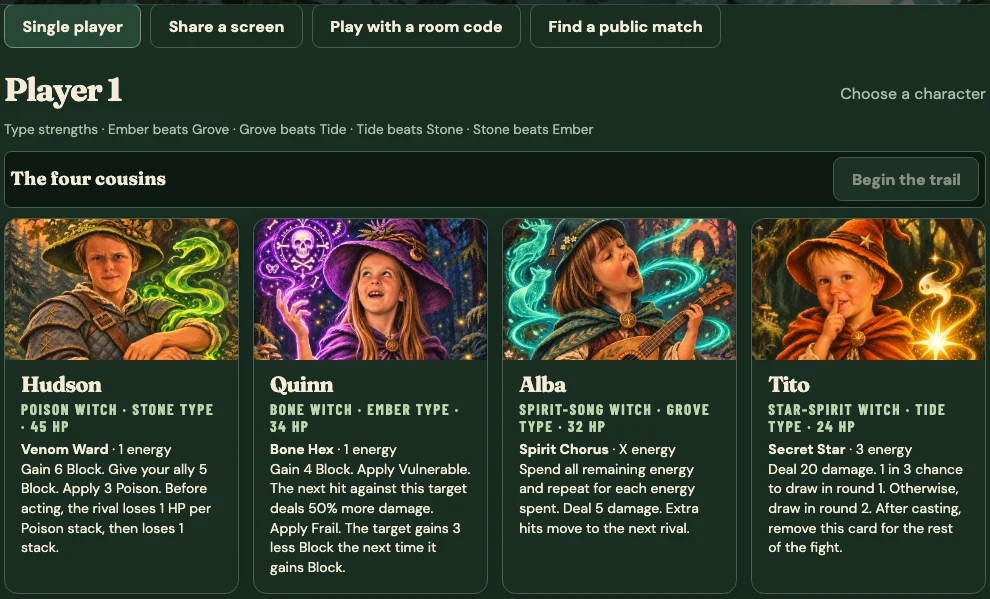 Single player
Share a screen
Play with a room code
Find a public match
Player 1
Choose a character
Type strengths · Ember beats Grove · Grove beats Tide · Tide beats Stone · Stone beats Ember
The four cousins
Begin the trail
Hudson
POISON WITCH · STONE TYPE
· 45 HP
Venom Ward · 1 energy
Gain 6 Block. Give your ally 5
Block. Apply 3 Poison. Before
acting, the rival loses 1 HP per
Poison stack, then loses 1
stack.
Quinn
BONE WITCH · EMBER TYPE ·
34 HP
Bone Hex · 1 energy
Gain 4 Block. Apply Vulnerable.
The next hit against this target
deals 50% more damage.
Apply Frail. The target gains 3
less Block the next time it
gains Block.
Alba
SPIRIT-SONG WITCH · GROVE
TYPE · 32 HP
Spirit Chorus · X energy
Spend all remaining energy
and repeat for each energy
spent. Deal 5 damage. Extra
hits move to the next rival.
Tito
STAR-SPIRIT WITCH · TIDE
TYPE · 24 HP
Secret Star · 3 energy
Deal 20 damage. 1 in 3 chance
to draw in round 1. Otherwise,
draw in round 2. After casting,
remove this card for the rest
of the fight.